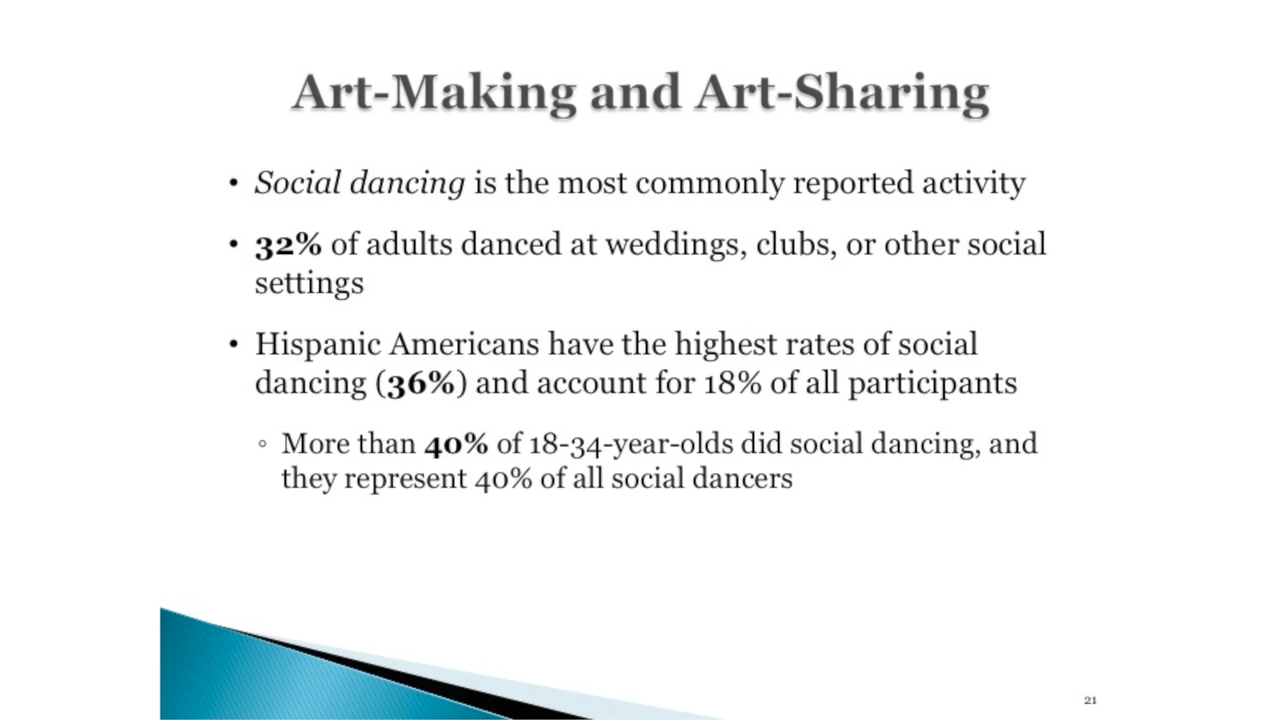 Art-Making and Art-Sharing
• Social dancing is the most commonly reported activity
• 32% of adults danced at weddings, clubs, or other social
settings
• Hispanic Americans have the highest rates of social
dancing (36%) and account for 18% of all participants
◦ More than 40% of 18-34-year-olds did social dancing, and
they represent 40% of all social dancers
21